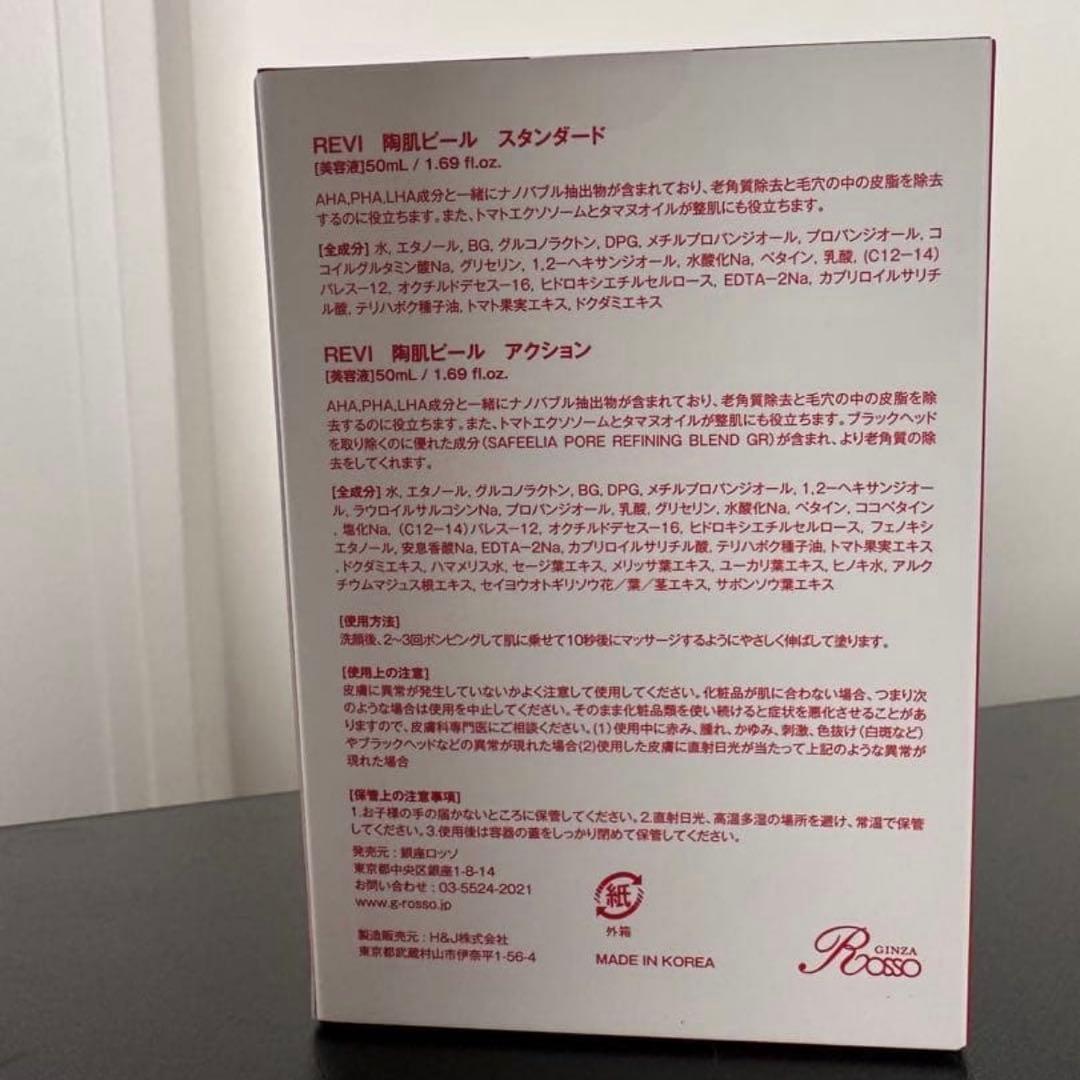 REVI 陶肌ピール スタンダード
[美容液]50mL / 1.69 fl.oz.
AHA,PHA,LHA成分と一緒にナノバブル抽出物が含まれており、老角質除去と毛穴の中の皮脂を除去
するのに役立ちます。また、トマトエクソソームとタマヌオイルが整肌にも役立ちます。
[全成分] 水, エタノール, BG, グルコノラクトン, DPG, メチルプロパンジオール, プロパンジオール, コ
コイルグルタミン酸Na, グリセリン, 1,2−ヘキサンジオール, 水酸化Na, ベタイン, 乳酸, (C12−14)
パレス−12, オクチルドデセス−16, ヒドロキシエチルセルロース, EDTA−2Na, カプリロイルサリチ
ル酸, テリハボク種子油, トマト果実エキス, ドクダミエキス
REVI 陶肌ピール アクション
[美容液]50mL / 1.69 fl.oz.
AHA,PHA,LHA成分と一緒にナノバブル抽出物が含まれており、老角質除去と毛穴の中の皮脂を除
去するのに役立ちます。また、トマトエクソソームとタマヌオイルが整肌にも役立ちます。ブラックヘッド
を取り除くのに優れた成分(SAFEELIA PORE REFINING BLEND GR)が含まれ、より老角質の除
去をしてくれます。
[全成分] 水, エタノール, グルコノラクトン, BG, DPG, メチルプロパンジオール, 1,2−ヘキサンジオー
ル, ラウロイルサルコシンNa, プロパンジオール, 乳酸, グリセリン, 水酸化Na, ベタイン, ココベタイン
, 塩化Na, (C12−14)パレス−12, オクチルドデセス−16, ヒドロキシエチルセルロース, フェノキシ
エタノール, 安息香酸Na, EDTA−2Na, カプリロイルサリチル酸, テリハボク種子油, トマト果実エキス
, ドクダミエキス, ハマメリス水, セージ葉エキス, メリッサ葉エキス, ユーカリ葉エキス, ヒノキ水, アルク
チウムマジュス根エキス, セイヨウオトギリソウ花／葉／茎エキス, サボンソウ葉エキス
[使用方法]
洗顔後、2〜3回ポンピングして肌に乗せて10秒後にマッサージするようにやさしく伸ばして塗ります。
[使用上の注意]
皮膚に異常が発生していないかよく注意して使用してください。化粧品が肌に合わない場合、つまり次
のような場合は使用を中止してください。そのまま化粧品類を使い続けると症状を悪化させることがあ
りますので、皮膚科専門医にご相談ください。(1)使用中に赤み、腫れ、かゆみ、刺激、色抜け(白斑など)
やブラックヘッドなどの異常が現れた場合(2)使用した皮膚に直射日光が当たって上記のような異常が
現れた場合
[保管上の注意事項]
1.お子様の手の届かないところに保管してください。2.直射日光、高温多湿の場所を避け、常温で保管
してください。3.使用後は容器の蓋をしっかり閉めて保管してください。
発売元 : 銀座ロッソ
東京都中央区銀座1-8-14
お問い合わせ : 03-5524-2021
www.g-rosso.jp
製造販売元 : H&J株式会社
東京都武蔵村山市伊奈平1-56-4
紙
外箱
MADE IN KOREA
GINZA
Rosso